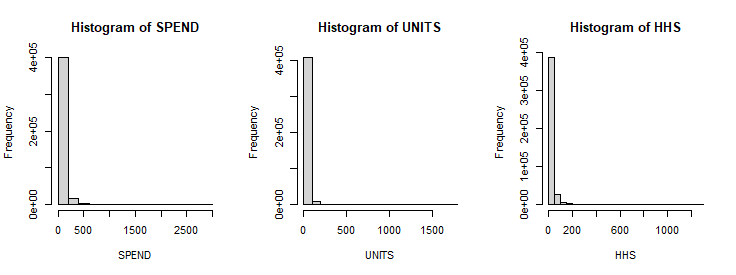 Histogram of SPEND
Frequency
0e+00 2e+05 4e+05
0 500 1500 2500
SPEND
Histogram of UNITS
Frequency
0e+00 2e+05 4e+05
0 500 1000 1500
UNITS
Histogram of HHS
Frequency
0e+00 1e+05 2e+05 3e+05 4e+05
0 200 600 1000
HHS